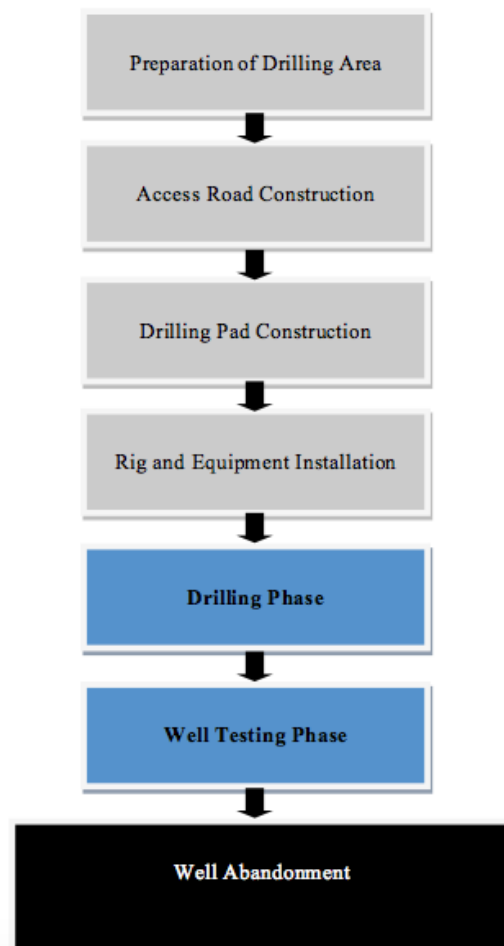 Preparation of Drilling Area
Access Road Construction
Drilling Pad Construction
Rig and Equipment Installation
Drilling Phase
Well Testing Phase
Well Abandonment